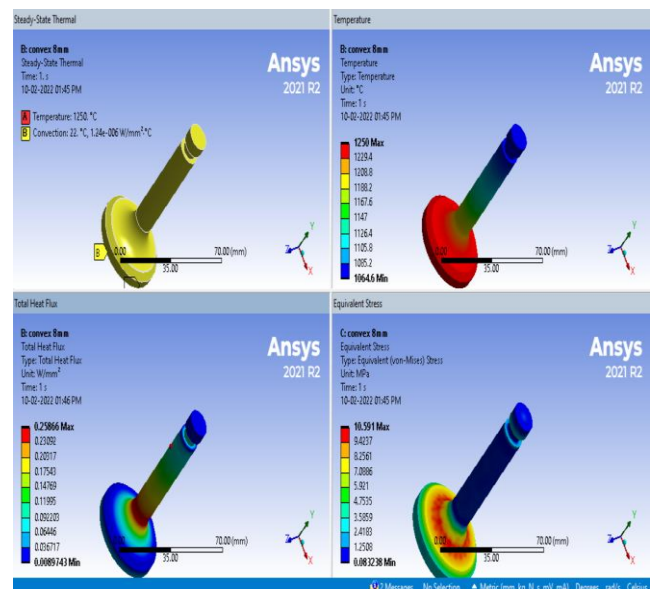 Steady-State Thermal
B: convex 8mm
Steady-State Thermal
Time: 1. s
10-02-2022 01:45 PM
A Temperature: 1250. °C
B Convection: 22. °C, 1.24e-006 W/mm²·°C
Ansys
2021 R2
B
0.00
35.00
70.00 (mm)
Y
Z
X
Temperature
B: convex 8mm
Temperature
Type: Temperature
Unit: °C
Time: 1 s
10-02-2022 01:45 PM
1250 Max
1229.4
1208.8
1188.2
1167.6
1147
1126.4
1105.8
1085.2
1064.6 Min
Ansys
2021 R2
0.00
35.00
70.00 (mm)
Y
Z
X
Total Heat Flux
B: convex 8mm
Total Heat Flux
Type: Total Heat Flux
Unit: W/mm²
Time: 1 s
10-02-2022 01:46 PM
0.25866 Max
0.23092
0.20317
0.17543
0.14769
0.11995
0.092203
0.06446
0.036717
0.0089743 Min
Ansys
2021 R2
0.00
35.00
70.00 (mm)
Y
Z
X
Equivalent Stress
C: convex 8mm
Equivalent Stress
Type: Equivalent (von-Mises) Stress
Unit: MPa
Time: 1 s
10-02-2022 01:45 PM
10.591 Max
9.4237
8.2561
7.0886
5.921
4.7535
3.5859
2.4183
1.2508
0.083238 Min
Ansys
2021 R2
0.00
35.00
70.00 (mm)
Y
Z
X
2 Messages No Selection Metric (mm, kg, N, s, mV, mA) Degrees rad/s Celsius